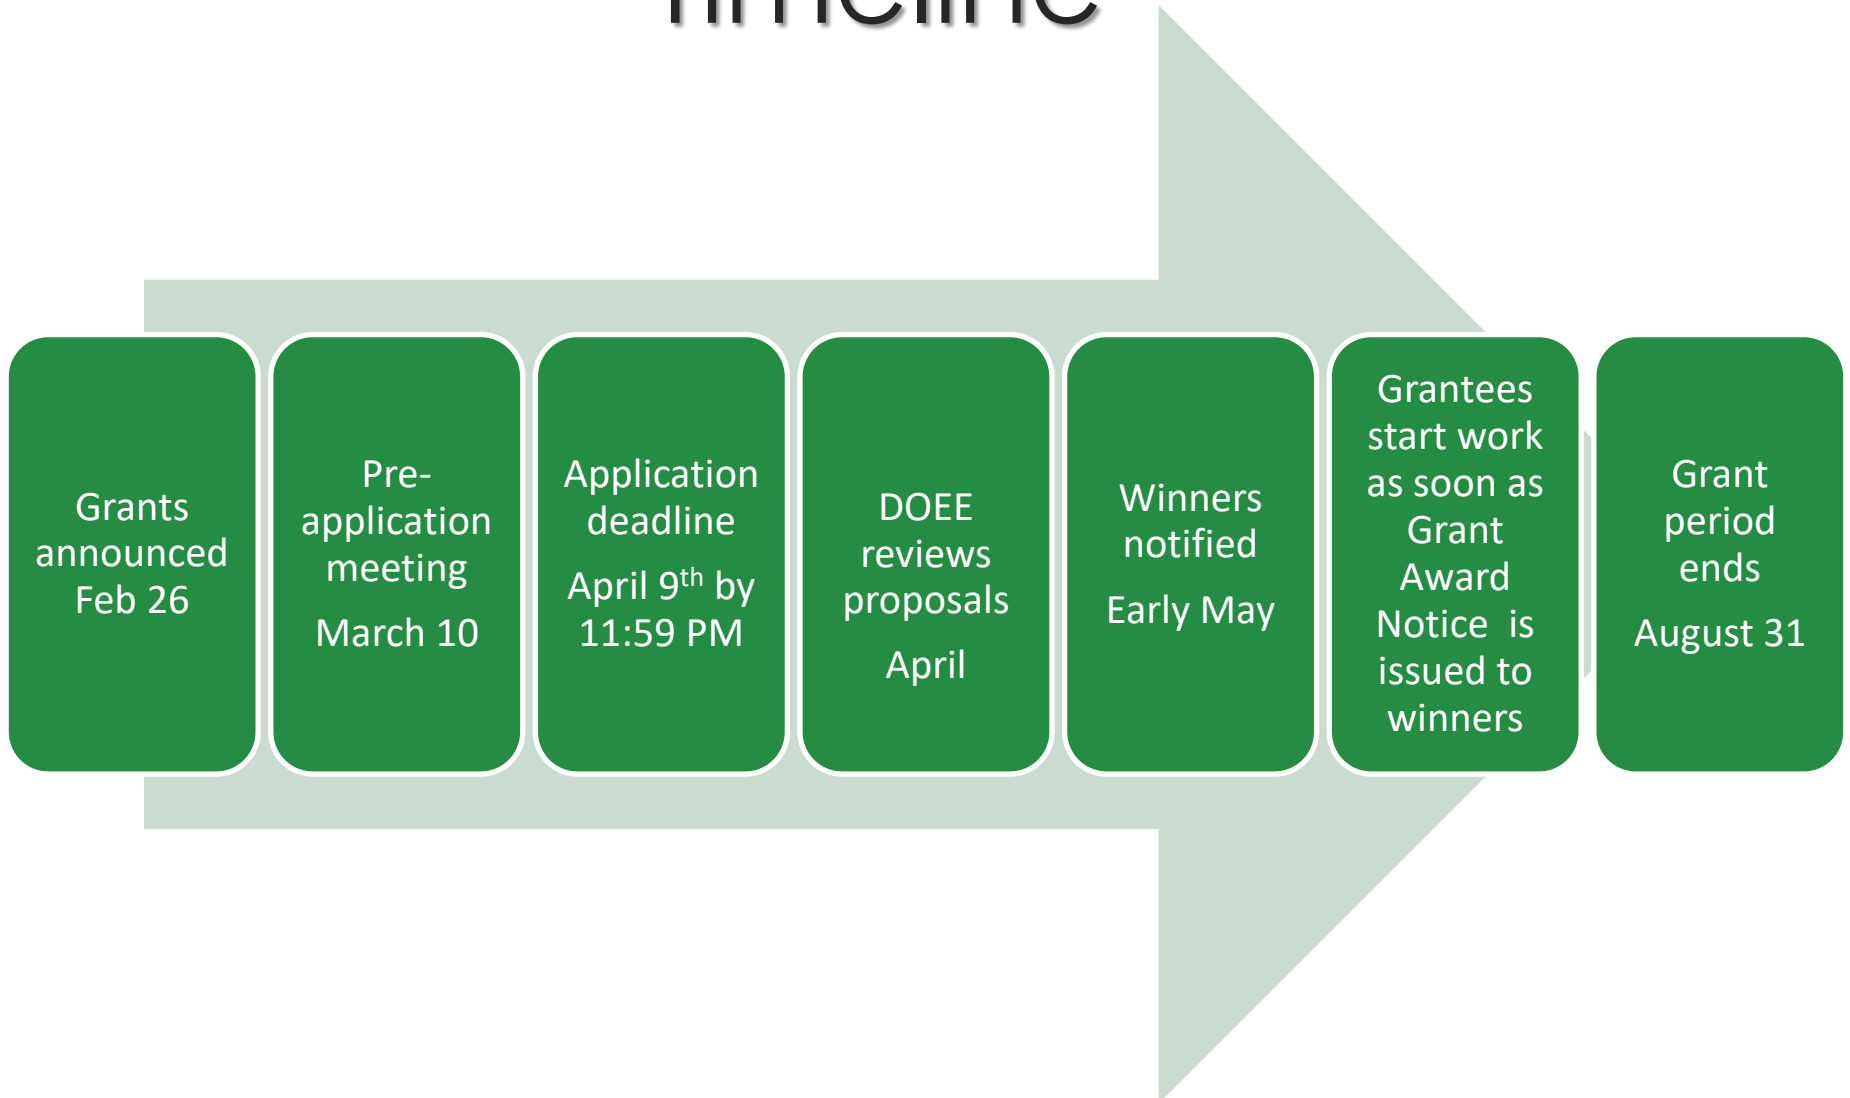 Timeline
Grants
announced
Feb 26
Pre-
application
meeting
March 10
Application
deadline
April 9th by
11:59 PM
DOEE
reviews
proposals
April
Winners
notified
Early May
Grantees
start work
as soon as
Grant
Award
Notice  is
issued to
winners
Grant
period
ends
August 31